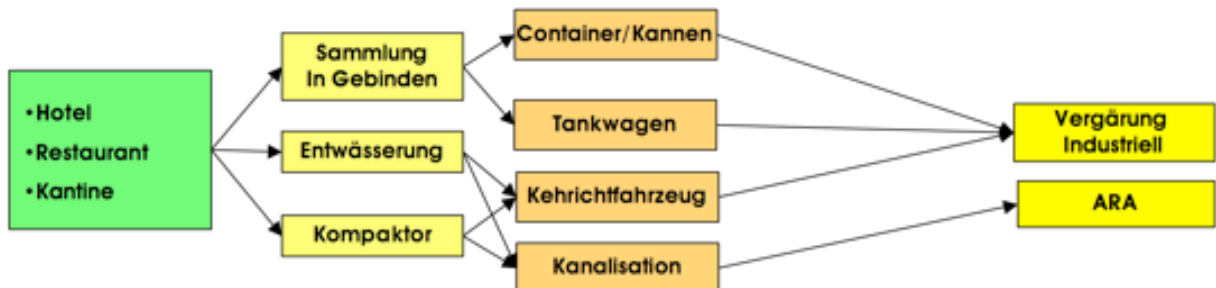 •Hotel
•Restaurant
•Kantine
Sammlung
In Gebinden
Entwässerung
Kompaktor
Container/Kannen
Tankwagen
Kehrichtfahrzeug
Kanalisation
Vergärung
Industriell
ARA